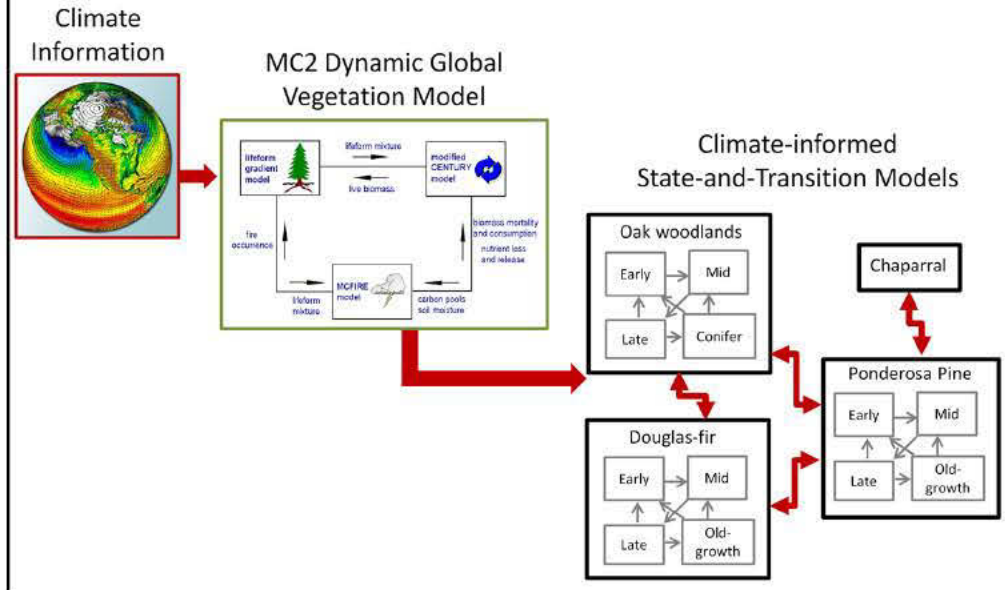 Climate
Information
MC2 Dynamic Global
Vegetation Model
lifeform
gradient
model
lifeform mixture
live biomass
modified
CENTURY
model
fire
occurrence
biomass mortality
and consumption
nutrient loss
and release
MCFIRE
model
lifeform
mixture
carbon pools
soil moisture
Climate-informed
State-and-Transition Models
Oak woodlands
Early
Mid
Late
Conifer
Chaparral
Ponderosa Pine
Early
Mid
Late
Old-
growth
Douglas-fir
Early
Mid
Late
Old-
growth